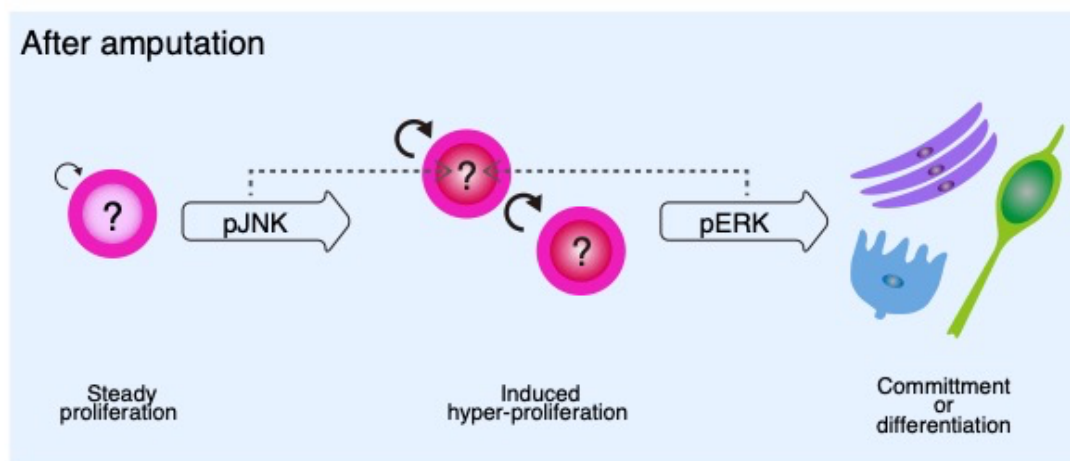 After amputation
?
pJNK
?
?
pERK
Steady
proliferation
Induced
hyper-proliferation
Committment
or
differentiation